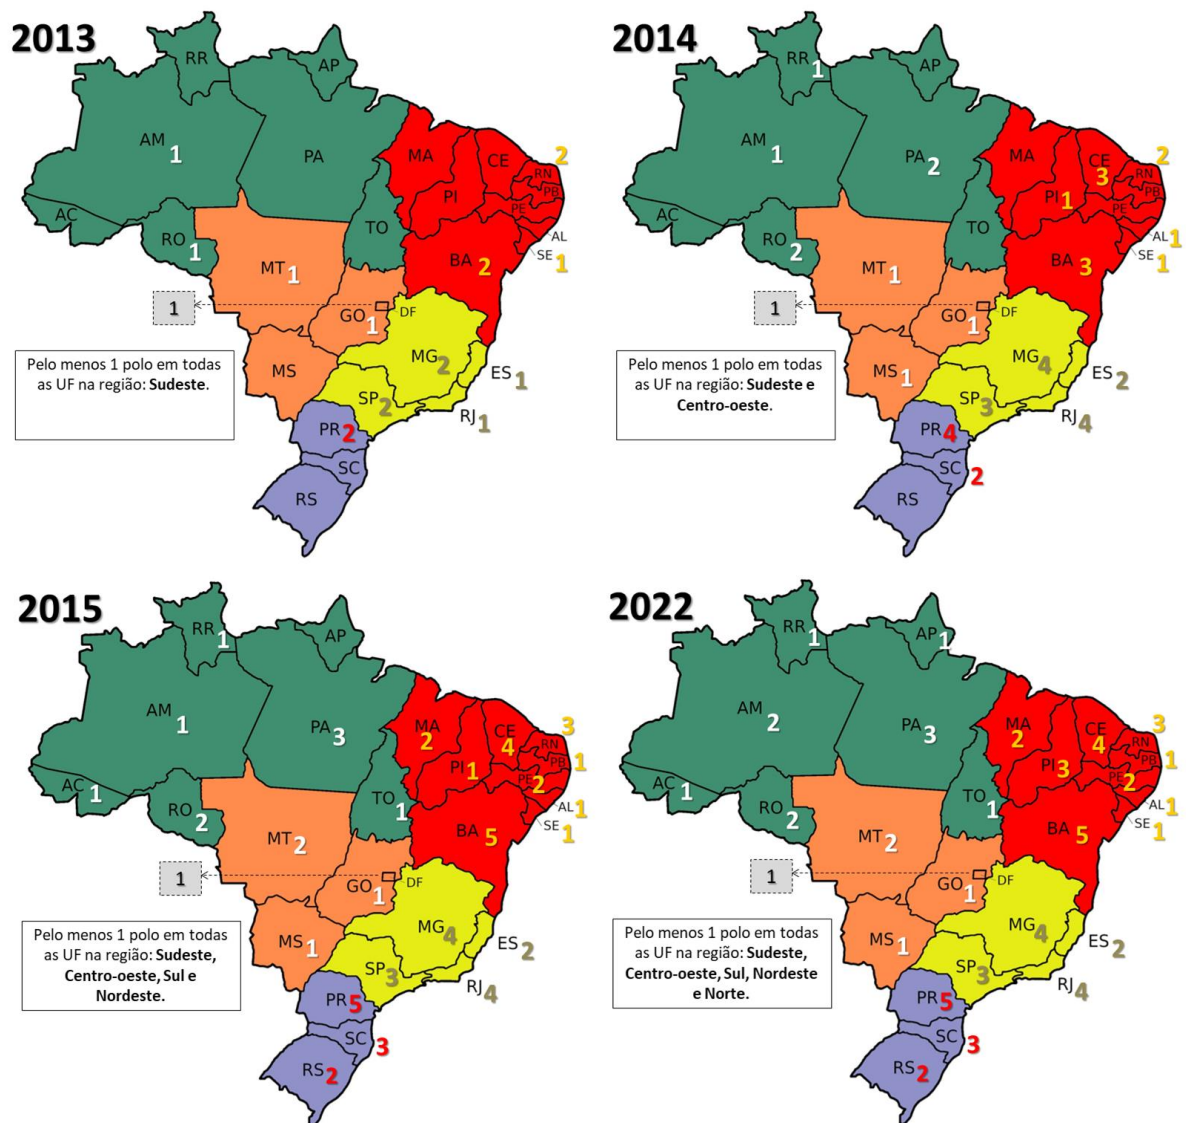 2013
RR
AP
AM 1
PA
MA
CE
2
RN
PB
PI
PE
AC
RO 1
TO
AL
SE 1
BA 2
MT 1
1
GO 1
DF
Pelo menos 1 polo em todas
as UF na região: Sudeste.
MS
MG 2
ES 1
SP 2
RJ 1
PR 2
SC
RS
2014
RR 1
AP
AM 1
PA 2
MA
CE 3
2
RN
PB
PI 1
PE
AC
RO 2
TO
AL 1
SE 1
BA 3
MT 1
1
GO 1
DF
Pelo menos 1 polo em todas
as UF na região: Sudeste e
Centro-oeste.
MS 1
MG 4
ES 2
SP 3
RJ 4
PR 4
SC 2
RS
2015
RR 1
AP
AM 1
PA 3
MA 2
CE 4
3
RN
PB 1
PI 1
PE 2
AC 1
RO 2
TO 1
AL 1
SE 1
BA 5
MT 2
1
GO 1
DF
Pelo menos 1 polo em todas
as UF na região: Sudeste,
Centro-oeste, Sul e
Nordeste.
MS 1
MG 4
ES 2
SP 3
RJ 4
PR 5
SC 3
RS 2
2022
RR 1
AP 1
AM 2
PA 3
MA 2
CE 4
3
RN
PB 1
PI 3
PE 2
AC 1
RO 2
TO 1
AL 1
SE 1
BA 5
MT 2
1
GO 1
DF
Pelo menos 1 polo em todas
as UF na região: Sudeste,
Centro-oeste, Sul, Nordeste
e Norte.
MS 1
MG 4
ES 2
SP 3
RJ 4
PR 5
SC 3
RS 2